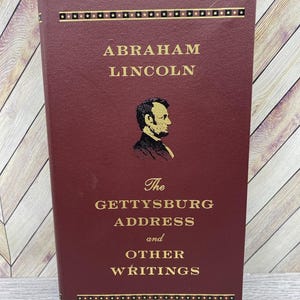 ABRAHAM
LINCOLN
The
GETTYSBURG
ADDRESS
and
OTHER
WRITINGS